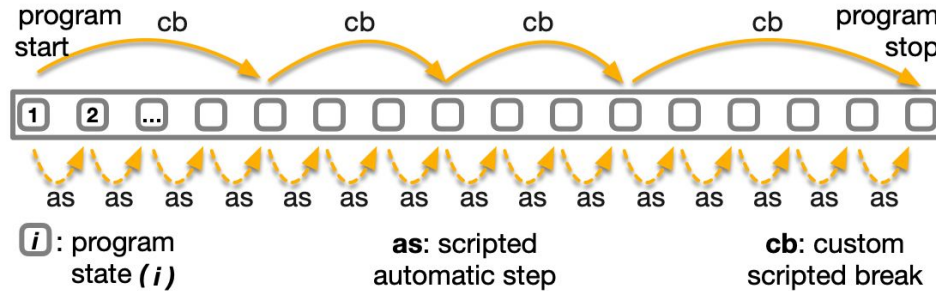 program start
cb
cb
cb
cb
program stop
1 2 ...
as as as as as as as as as as as as as as as
i : program
state (i)
as: scripted
automatic step
cb: custom
scripted break